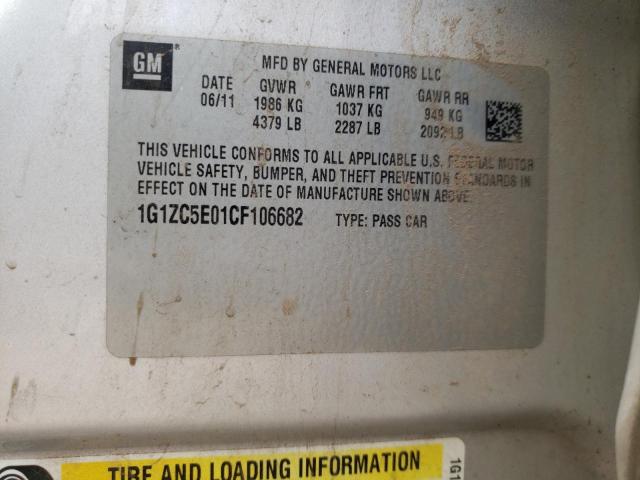 GM
MFD BY GENERAL MOTORS LLC
DATE GVWR GAWR FRT GAWR RR
06/11 1986 KG 1037 KG 949 KG
4379 LB 2287 LB 2092 LB
THIS VEHICLE CONFORMS TO ALL APPLICABLE U.S. FEDERAL MOTOR
VEHICLE SAFETY, BUMPER, AND THEFT PREVENTION STANDARDS IN
EFFECT ON THE DATE OF MANUFACTURE SHOWN ABOVE.
1G1ZC5E01CF106682 TYPE: PASS CAR
TIRE AND LOADING INFORMATION
1G1